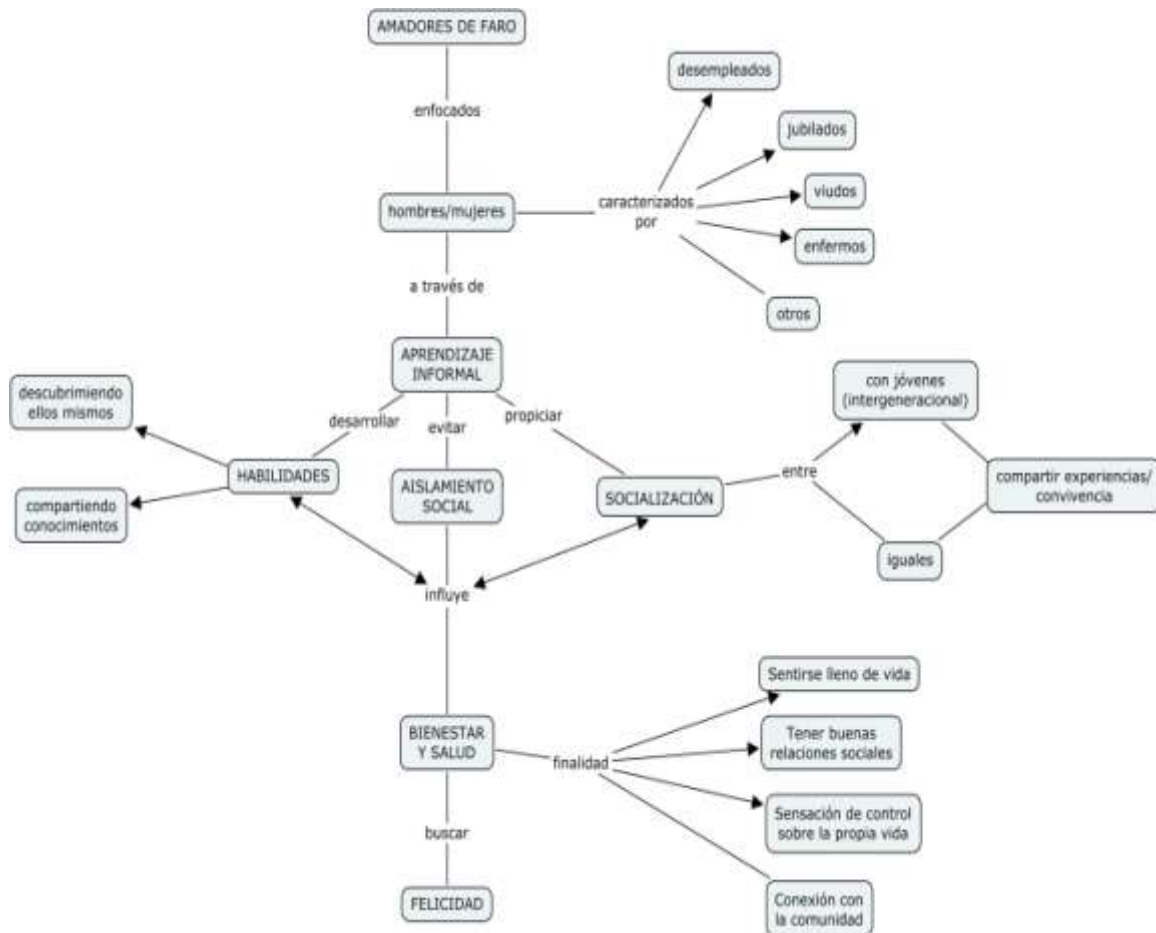 AMADORES DE FARO
enfocados
desempleados
jubilados
viudos
enfermos
otros
hombres/mujeres
caracterizados
por
a través de
APRENDIZAJE
INFORMAL
desarrollar
evitar
propiciar
descubrimiendo
ellos mismos
compartiendo
conocimientos
HABILIDADES
AISLAMIENTO
SOCIAL
SOCIALIZACIÓN
entre
con jóvenes
(intergeneracional)
iguales
compartir experiencias/
convivencia
influye
BIENESTAR
Y SALUD
finalidad
Sentirse lleno de vida
Tener buenas
relaciones sociales
Sensación de control
sobre la propia vida
Conexión con
la comunidad
buscar
FELICIDAD